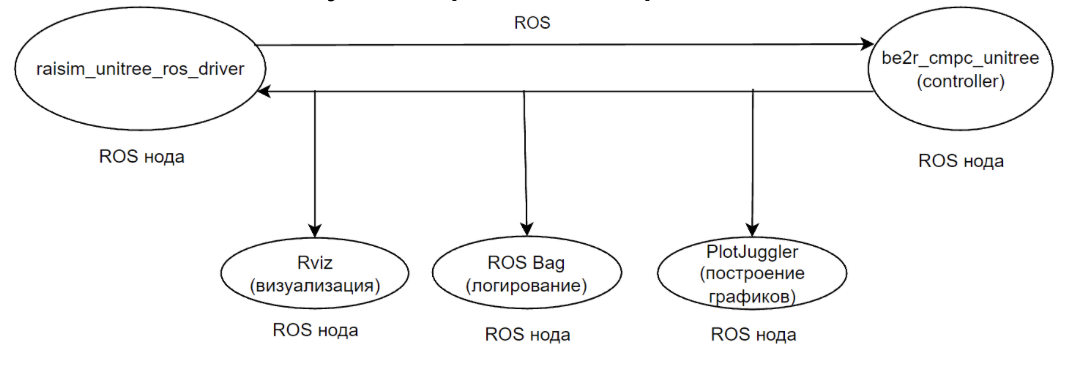 ROS
raisim_unitree_ros_driver
be2r_cmpc_unitree
(controller)
ROS нода
ROS нода
Rviz
(визуализация)
ROS Bag
(логирование)
PlotJuggler
(построение
графиков)
ROS нода
ROS нода
ROS нода